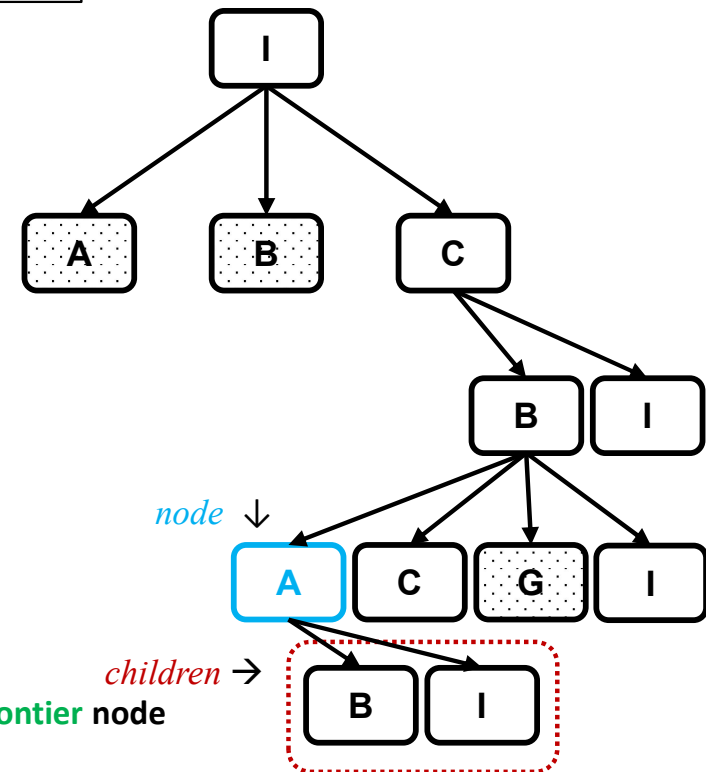 I
A B C
B I
node ↓
A C G I
children →
B I
ontier node